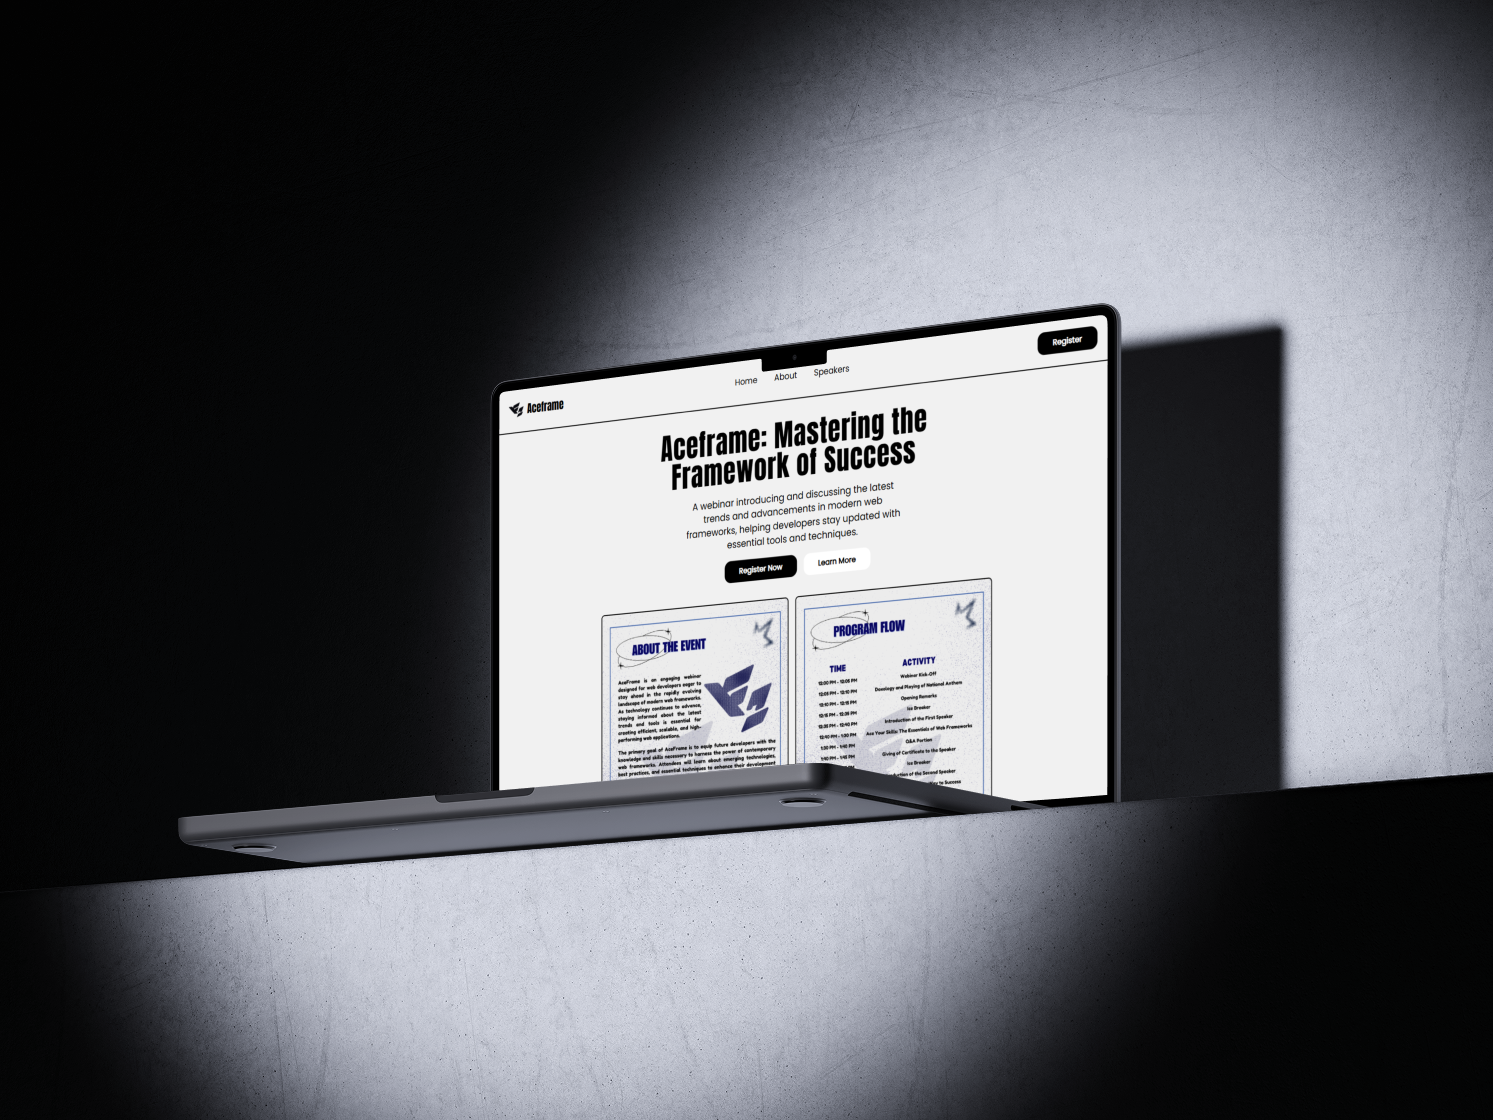 Aceframe
Home About Speakers
Register
Aceframe: Mastering the
Framework of Success
A webinar introducing and discussing the latest
trends and advancements in modern web
frameworks, helping developers stay updated with
essential tools and techniques.
Register Now
Learn More
ABOUT THE EVENT
AceFrame is an engaging webinar
designed for web developers eager to
stay ahead in the rapidly evolving
landscape of modern web frameworks.
As technology continues to advance,
staying informed about the latest
trends and tools is essential for
creating efficient, scalable, and high-
performing web applications.
The primary goal of AceFrame is to equip future developers with the
knowledge and skills necessary to harness the power of contemporary
web frameworks. Attendees will learn about emerging technologies,
best practices, and essential techniques to enhance their development
PROGRAM FLOW
TIME ACTIVITY
12:00 PM - 12:05 PM Webinar Kick-Off
12:05 PM - 12:10 PM Doxology and Playing of National Anthem
12:10 PM - 12:15 PM Opening Remarks
12:15 PM - 12:35 PM Ice Breaker
12:35 PM - 12:40 PM Introduction of the First Speaker
12:40 PM - 1:30 PM Ace Your Skills: The Essentials of Web Frameworks
1:30 PM - 1:40 PM Q&A Portion
1:40 PM - 1:45 PM Giving of Certificate to the Speaker
Ice Breaker
of the Second Speaker
to Success